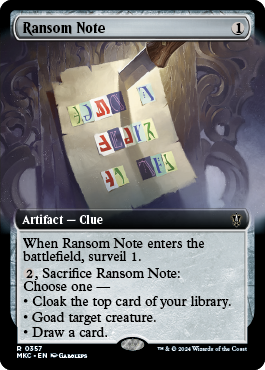 Ransom Note
1
Artifact — Clue
When Ransom Note enters the
battlefield, surveil 1.
2, Sacrifice Ransom Note:
Choose one —
• Cloak the top card of your library.
• Goad target creature.
• Draw a card.
R 0357
MKC • EN Gaboleps
™ & © 2024 Wizards of the Coast